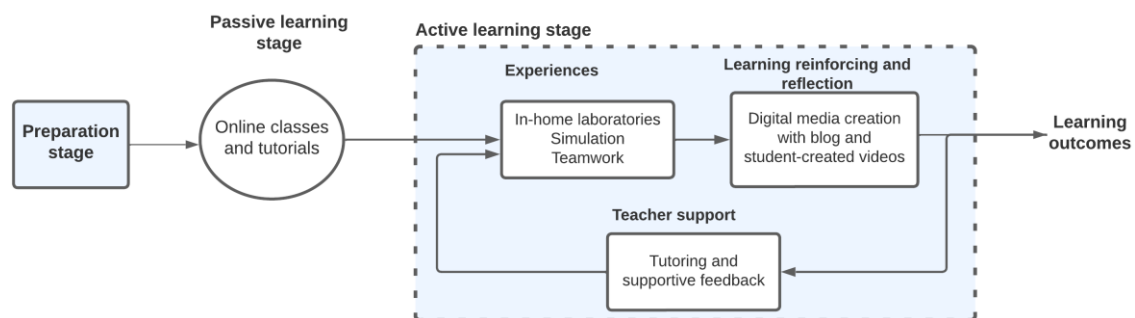 Preparation
stage
Passive learning
stage
Online classes
and tutorials
Active learning stage
Experiences
In-home laboratories
Simulation
Teamwork
Learning reinforcing and
reflection
Digital media creation
with blog and
student-created videos
Teacher support
Tutoring and
supportive feedback
Learning
outcomes